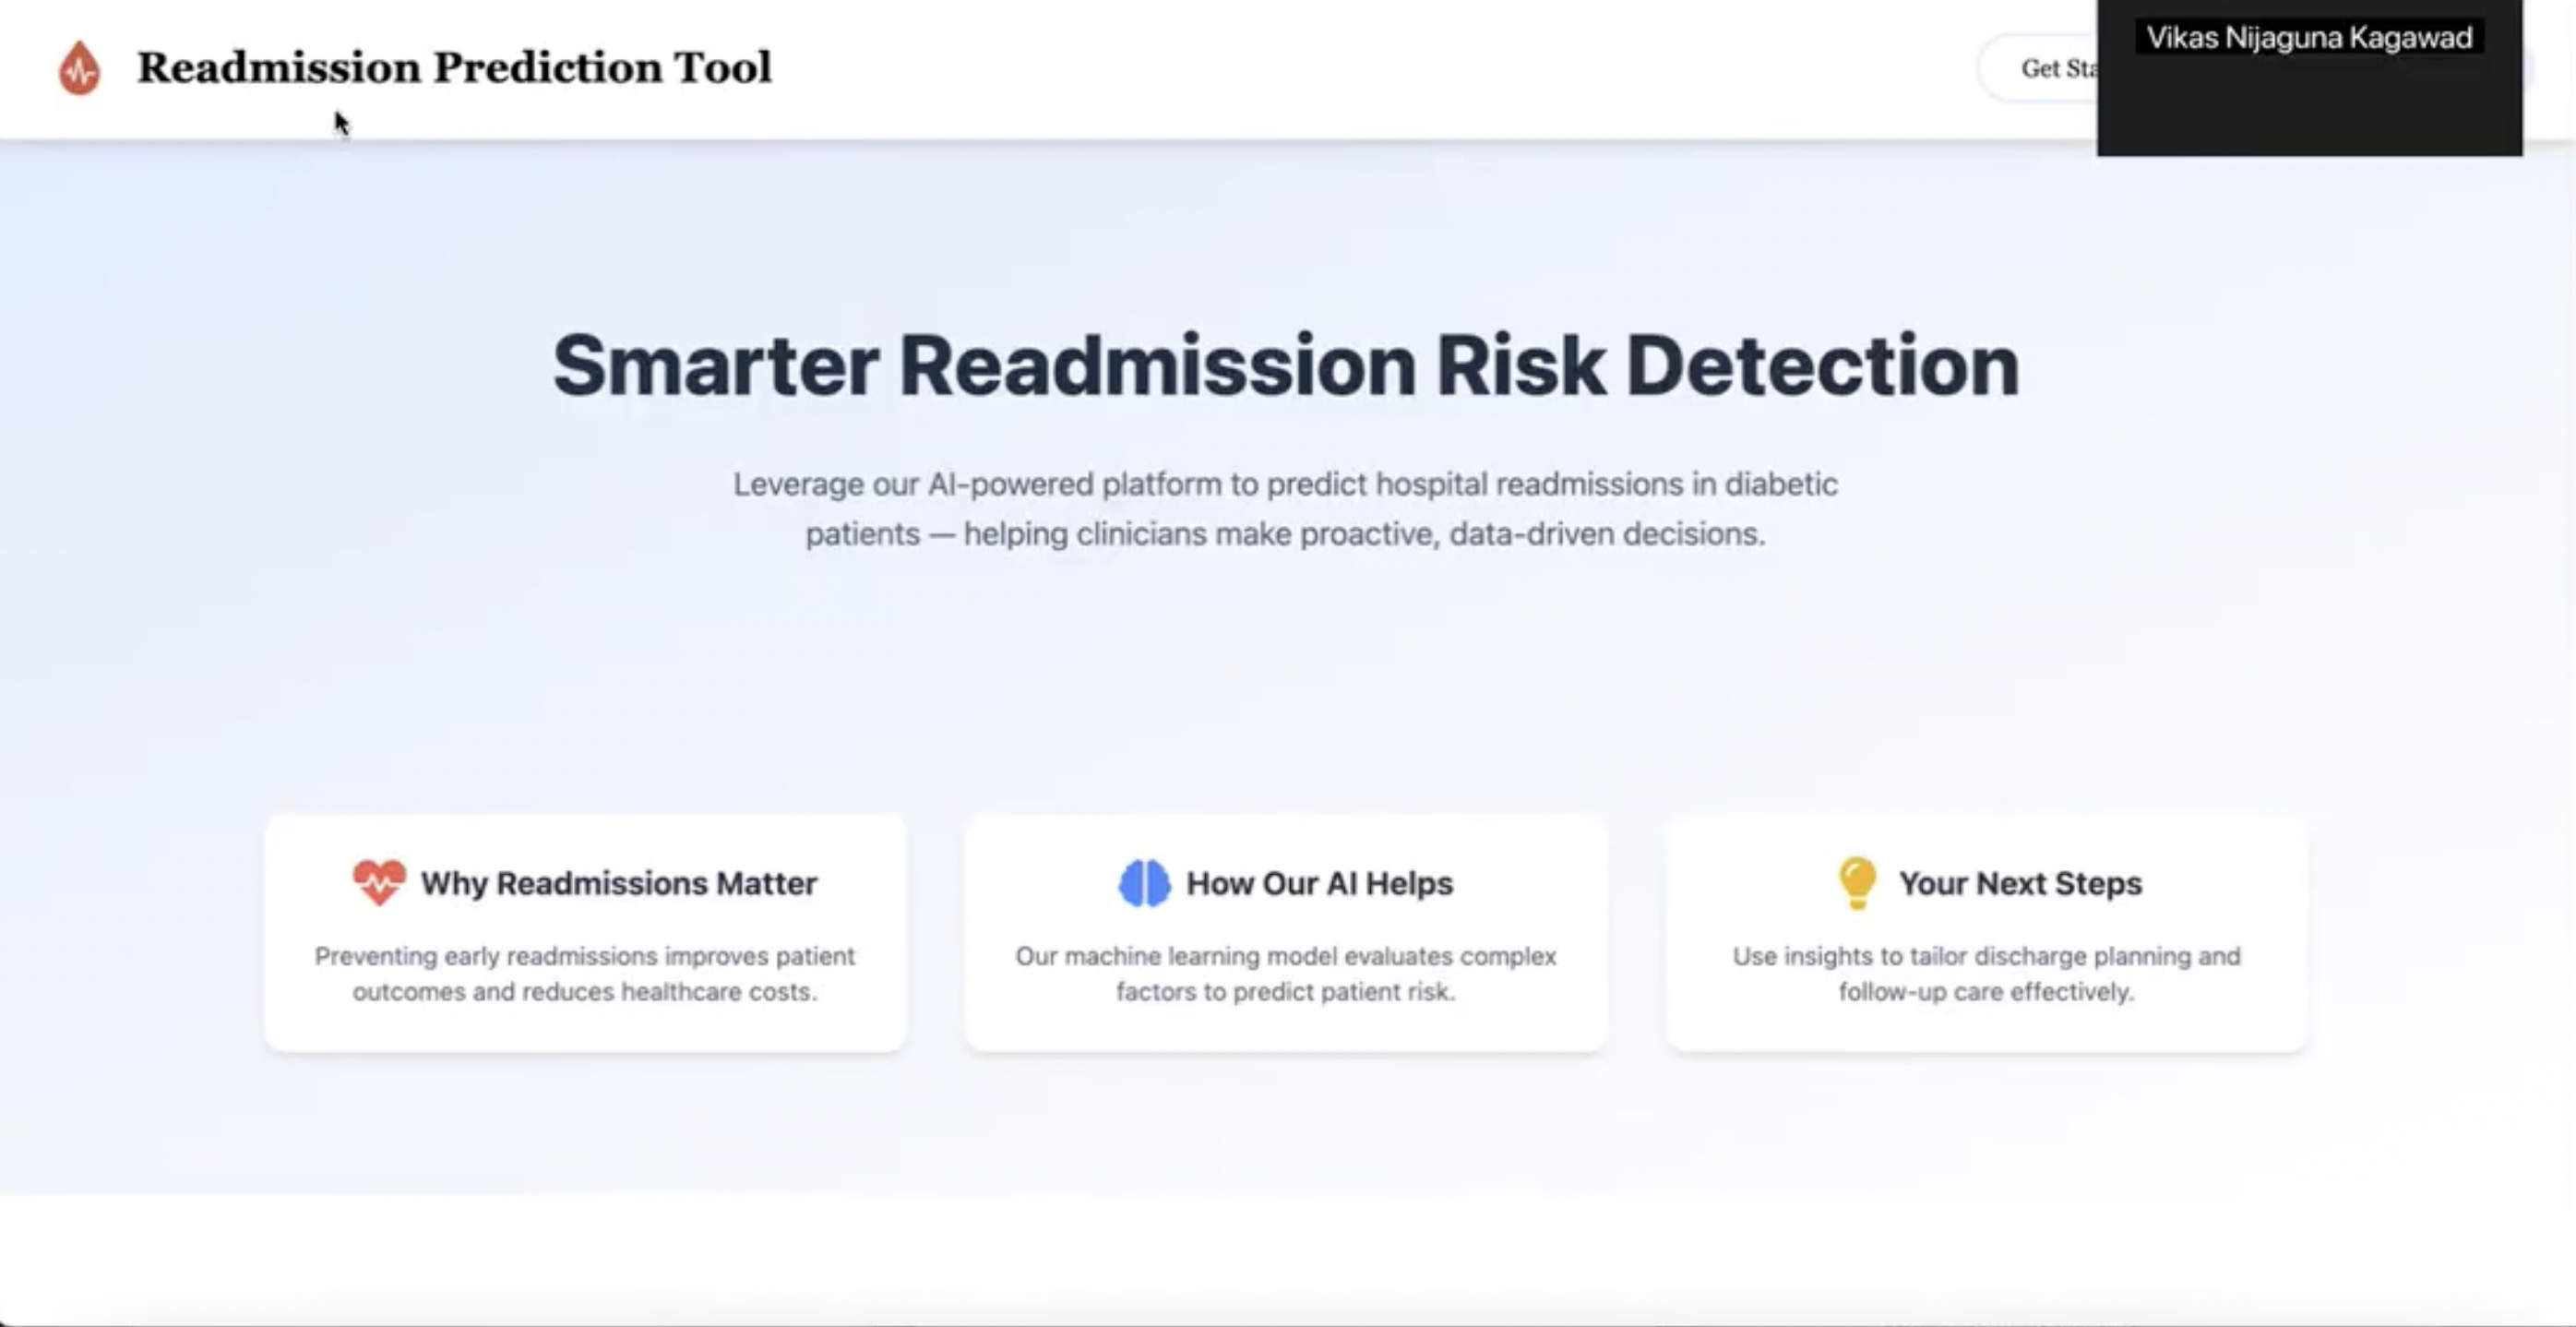 Readmission Prediction Tool
Get Sta
Vikas Nijaguna Kagawad
Smarter Readmission Risk Detection
Leverage our AI-powered platform to predict hospital readmissions in diabetic
patients — helping clinicians make proactive, data-driven decisions.
Why Readmissions Matter
Preventing early readmissions improves patient
outcomes and reduces healthcare costs.
How Our AI Helps
Our machine learning model evaluates complex
factors to predict patient risk.
Your Next Steps
Use insights to tailor discharge planning and
follow-up care effectively.